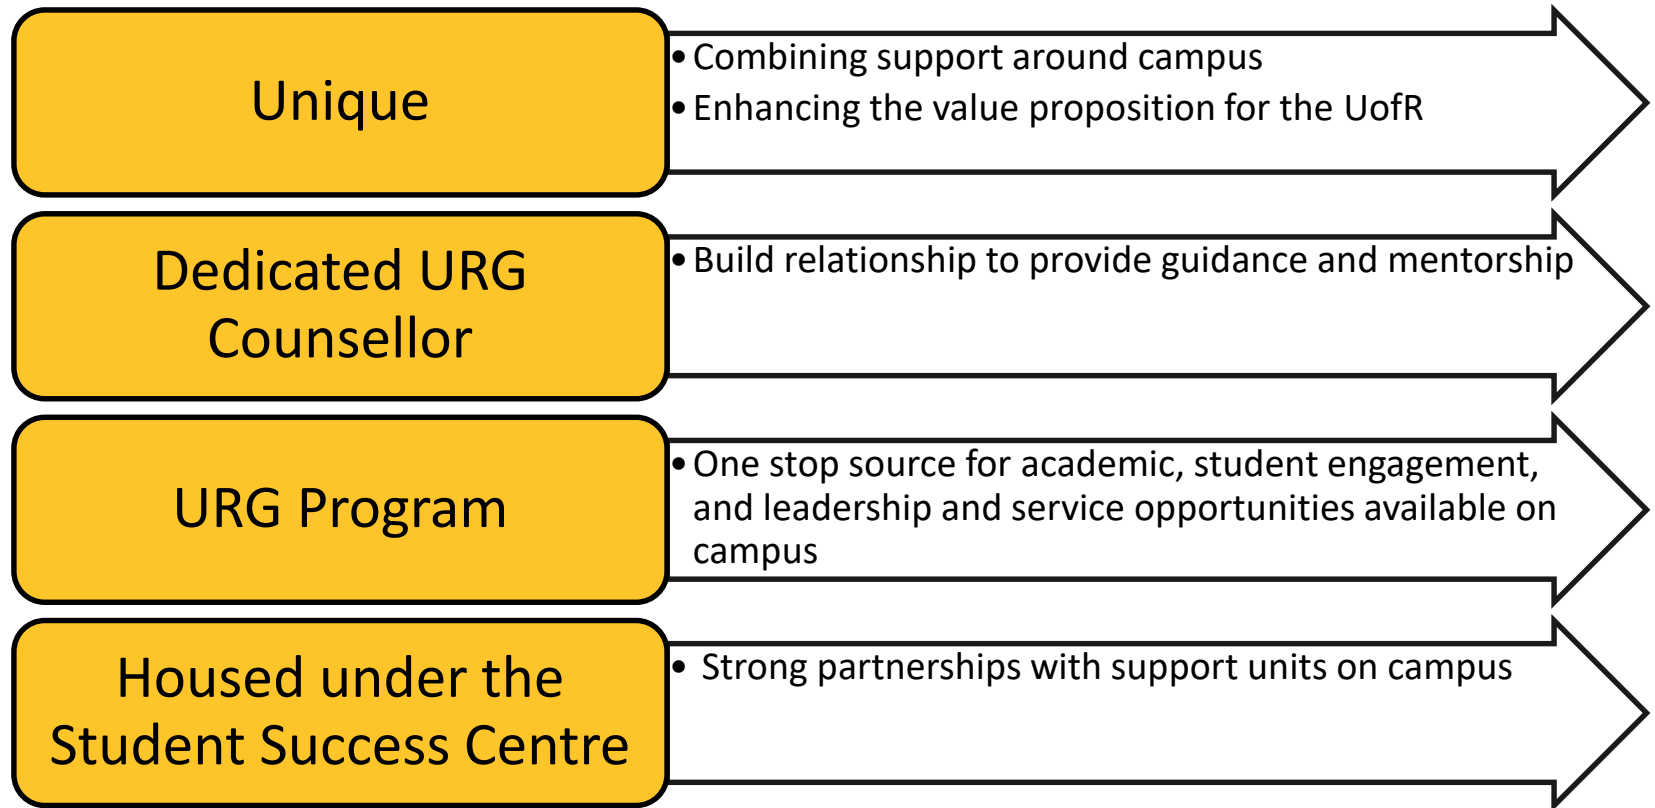 Unique
• Combining support around campus
• Enhancing the value proposition for the UofR
Dedicated URG
Counsellor
• Build relationship to provide guidance and mentorship
URG Program
• One stop source for academic, student engagement,
and leadership and service opportunities available on
campus
Housed under the
Student Success Centre
• Strong partnerships with support units on campus